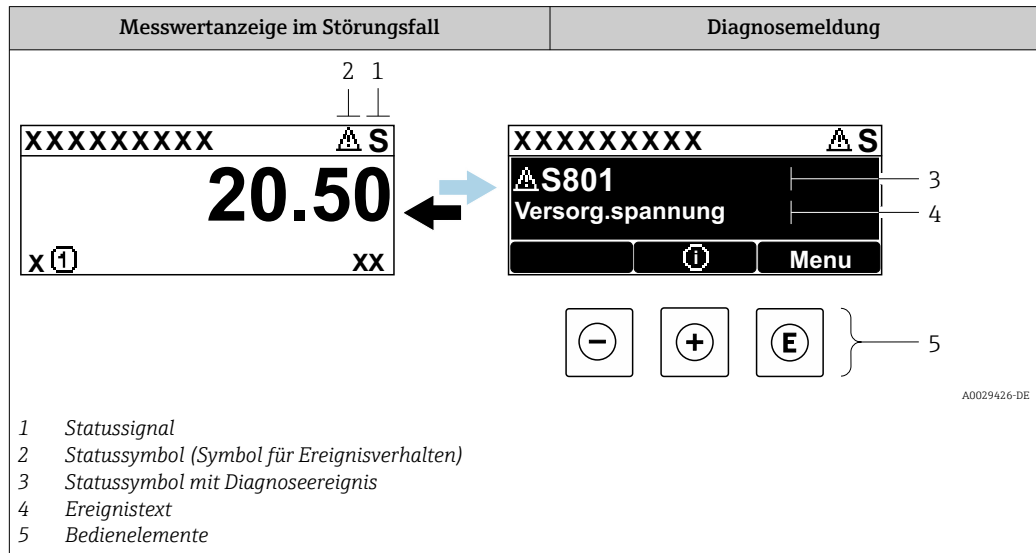 Messwertanzeige im Störungsfall
Diagnosemeldung
2 1
XXXXXXXXX S
20.50
X 1 XX
XXXXXXXXX S
S801
Versorg.spannung
i Menu
3
4
- + E
5
A0029426-DE
1 Statussignal
2 Statussymbol (Symbol für Ereignisverhalten)
3 Statussymbol mit Diagnoseereignis
4 Ereignistext
5 Bedienelemente